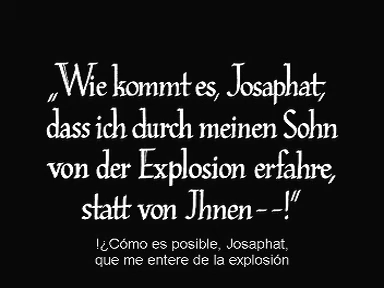 „Wie kommt es, Josaphat,
dass ich durch meinen Sohn
von der Explosion erfahre,
statt von Jhnen--!“
!¿Cómo es posible, Josaphat,
que me entere de la explosión